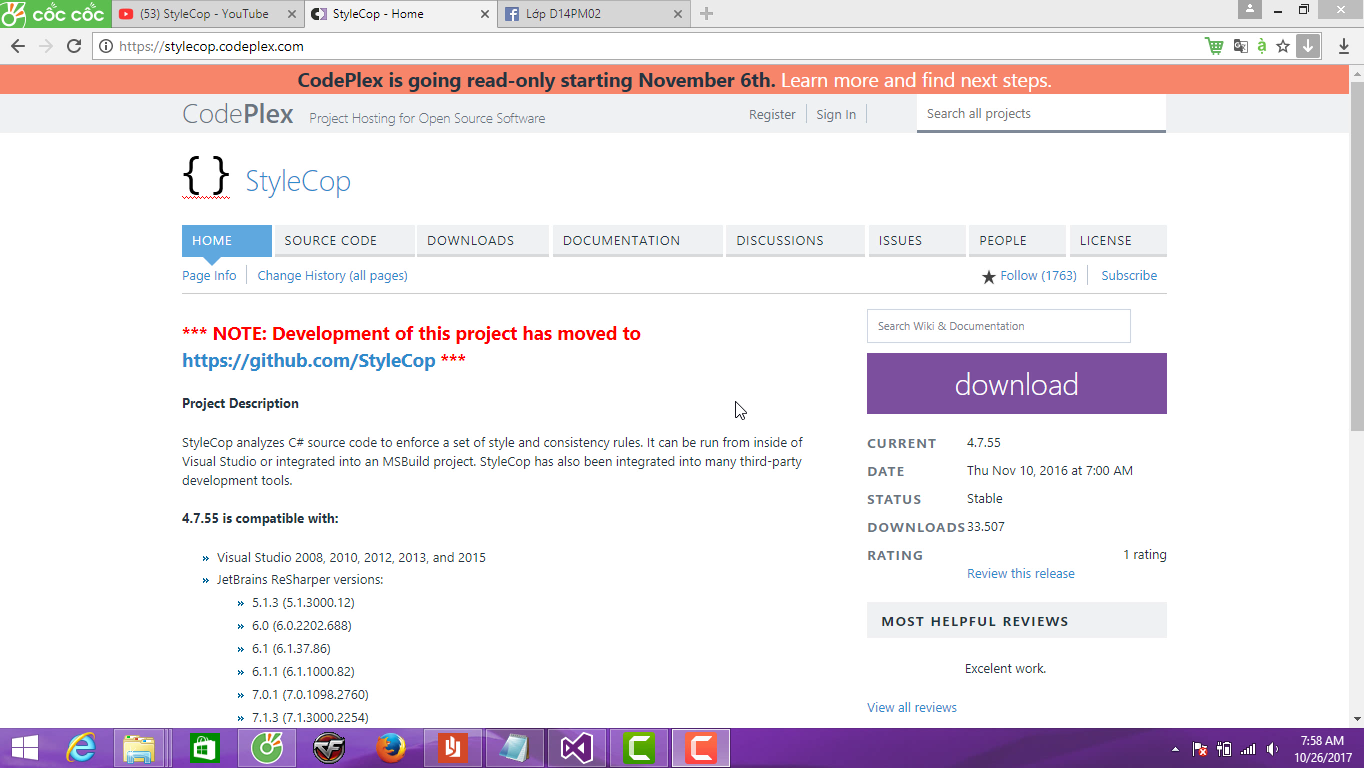 cốc cốc
(53) StyleCop - YouTube
StyleCop - Home
Lớp D14PM02
https://stylecop.codeplex.com
CodePlex is going read-only starting November 6th. Learn more and find next steps.
CodePlex Project Hosting for Open Source Software
Register
Sign In
Search all projects
{} StyleCop
HOME
SOURCE CODE
DOWNLOADS
DOCUMENTATION
DISCUSSIONS
ISSUES
PEOPLE
LICENSE
Page Info
Change History (all pages)
Follow (1763)
Subscribe
*** NOTE: Development of this project has moved to
https://github.com/StyleCop ***
Project Description
StyleCop analyzes C# source code to enforce a set of style and consistency rules. It can be run from inside of
Visual Studio or integrated into an MSBuild project. StyleCop has also been integrated into many third-party
development tools.
4.7.55 is compatible with:
» Visual Studio 2008, 2010, 2012, 2013, and 2015
» JetBrains ReSharper versions:
» 5.1.3 (5.1.3000.12)
» 6.0 (6.0.2202.688)
» 6.1 (6.1.37.86)
» 6.1.1 (6.1.1000.82)
» 7.0.1 (7.0.1098.2760)
» 7.1.3 (7.1.3000.2254)
Search Wiki & Documentation
download
CURRENT 4.7.55
DATE Thu Nov 10, 2016 at 7:00 AM
STATUS Stable
DOWNLOADS 33.507
RATING 1 rating
Review this release
MOST HELPFUL REVIEWS
Excelent work.
View all reviews
7:58 AM
10/26/2017